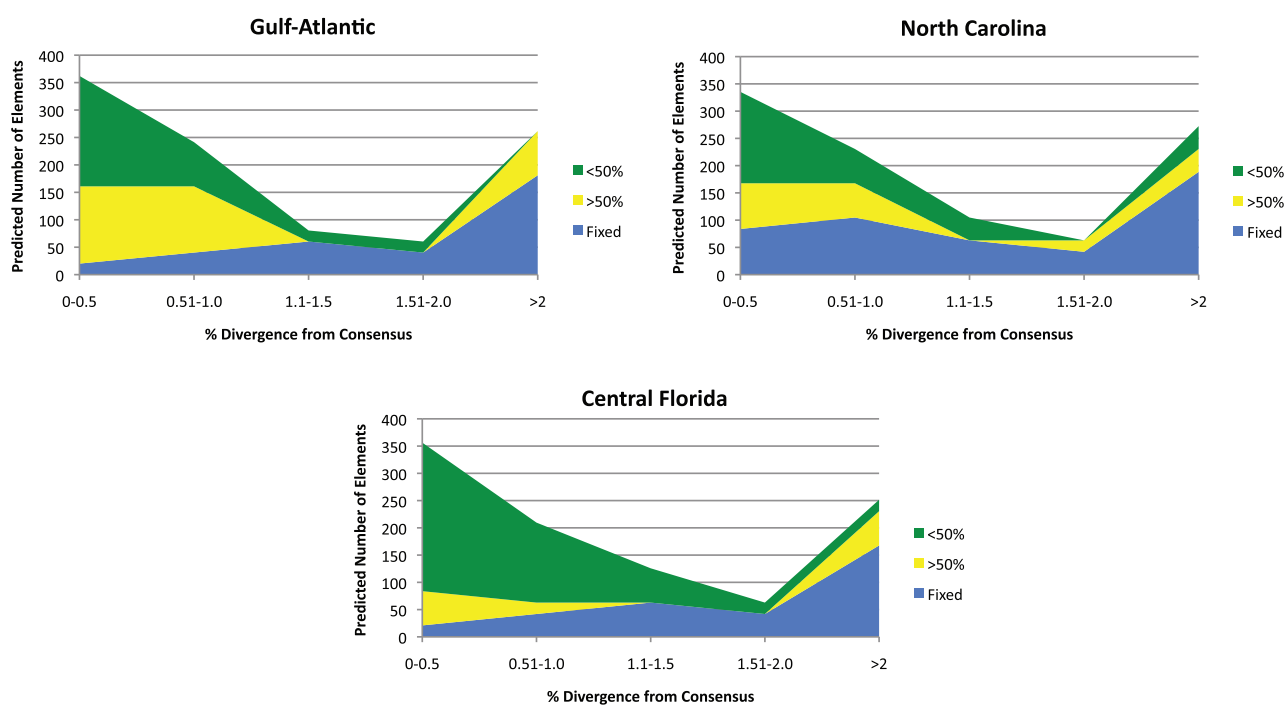 Gulf-Atlantic
Predicted Number of Elements
400
350
300
250
200
150
100
50
0
0-0.5 0.51-1.0 1.1-1.5 1.51-2.0 >2
% Divergence from Consensus
<50%
>50%
Fixed
North Carolina
Predicted Number of Elements
400
350
300
250
200
150
100
50
0
0-0.5 0.51-1.0 1.1-1.5 1.51-2.0 >2
% Divergence from Consensus
<50%
>50%
Fixed
Central Florida
Predicted Number of Elements
400
350
300
250
200
150
100
50
0
0-0.5 0.51-1.0 1.1-1.5 1.51-2.0 >2
% Divergence from Consensus
<50%
>50%
Fixed